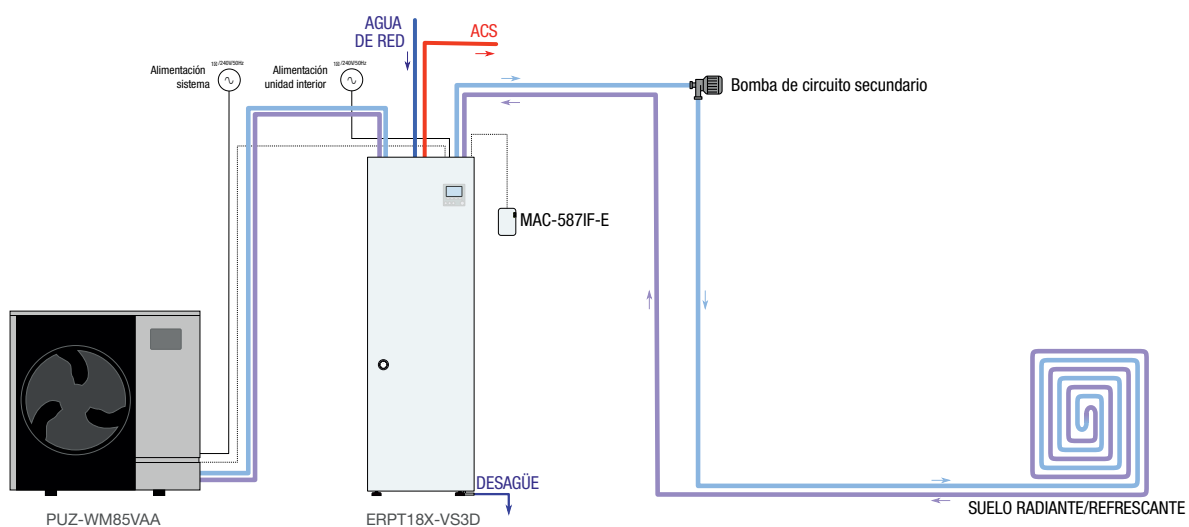 AGUA
DE RED
ACS
Alimentación
sistema
Alimentación
unidad interior
Bomba de circuito secundario
MAC-587IF-E
DESAGÜE
PUZ-WM85VAA
ERPT18X-VS3D
SUELO RADIANTE/REFRESCANTE